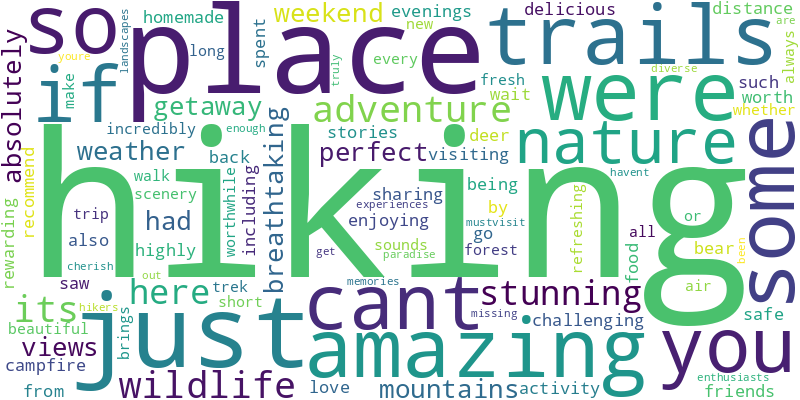 so
place
trails
weekend
evenings
delicious
distance
homemade
landscapes
youre
new
are
always
absolutely
if
make
long
spent
every
fresh
diverse
such
were
getaway
truly
adventure
wait
worth
whether
incredibly
enough
stories
deer
nature
some
weather
back
breathtaking
perfect
visiting
recommend
hiking
walk
scenery
worthwhile
including
sharing
being
havent
experiences
mustvisit
refreshing
trip
had
enjoying
by
or
rewarding
also
highly
sounds
go
forest
all
bear
food
been
cherish
out
get
paradise
saw
here
trek
memories
stunning
air
its
hikers
just
short
cant
missing
challenging
safe
beautiful
brings
amazing
you
views
campfire
from
wildlife
love
mountains
activity
enthusiasts
friends